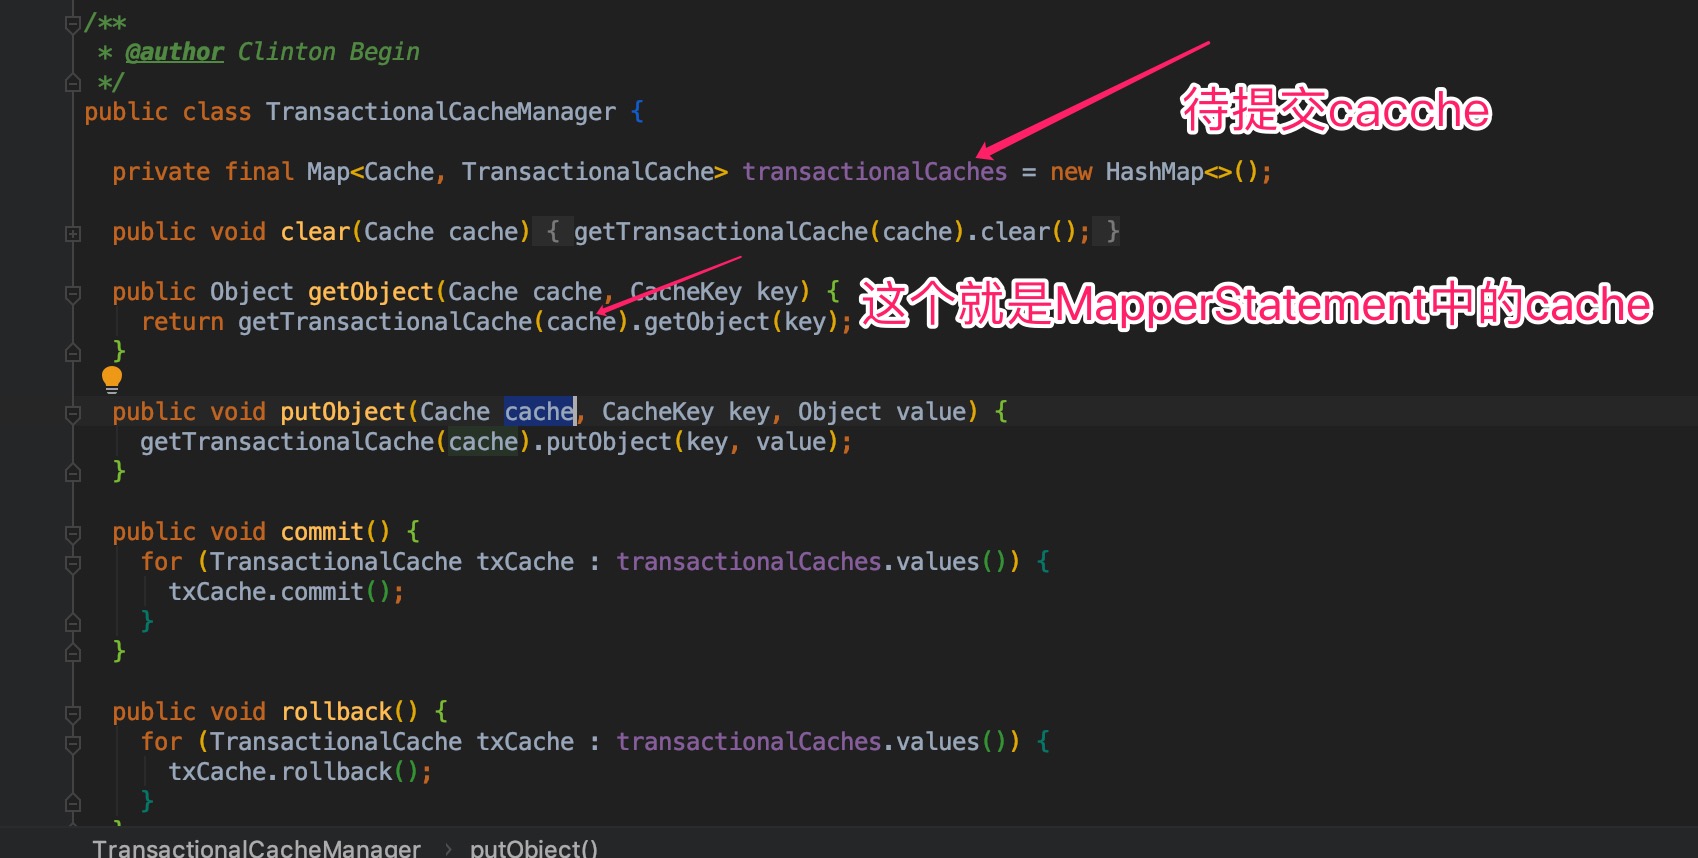 /**
* @author Clinton Begin
*/
public class TransactionalCacheManager {
待提交cacche
private final Map<Cache, TransactionalCache> transactionalCaches = new HashMap<>();
public void clear(Cache cache) { getTransactionalCache(cache).clear(); }
public Object getObject(Cache cache, CacheKey key) {
这个就是MapperStatement中的cache
return getTransactionalCache(cache).getObject(key);
}
public void putObject(Cache cache, CacheKey key, Object value) {
getTransactionalCache(cache).putObject(key, value);
}
public void commit() {
for (TransactionalCache txCache : transactionalCaches.values()) {
txCache.commit();
}
}
public void rollback() {
for (TransactionalCache txCache : transactionalCaches.values()) {
txCache.rollback();
}
}
TransactionalCacheManager › putObject()